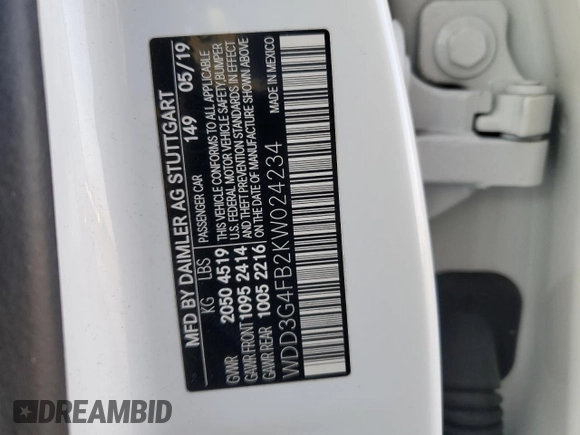 MFD BY DAIMLER AG STUTTGART
149 05/19
PASSENGER CAR
KG LBS
GVWR 2050 4519
GAWR FRONT 1095 2414
GAWR REAR 1005 2216
THIS VEHICLE CONFORMS TO ALL APPLICABLE
U.S. FEDERAL MOTOR VEHICLE SAFETY, BUMPER
AND THEFT PREVENTION STANDARDS IN EFFECT
ON THE DATE OF MANUFACTURE SHOWN ABOVE
WDD3G4FB2KW024234
MADE IN MEXICO
DREAMBID